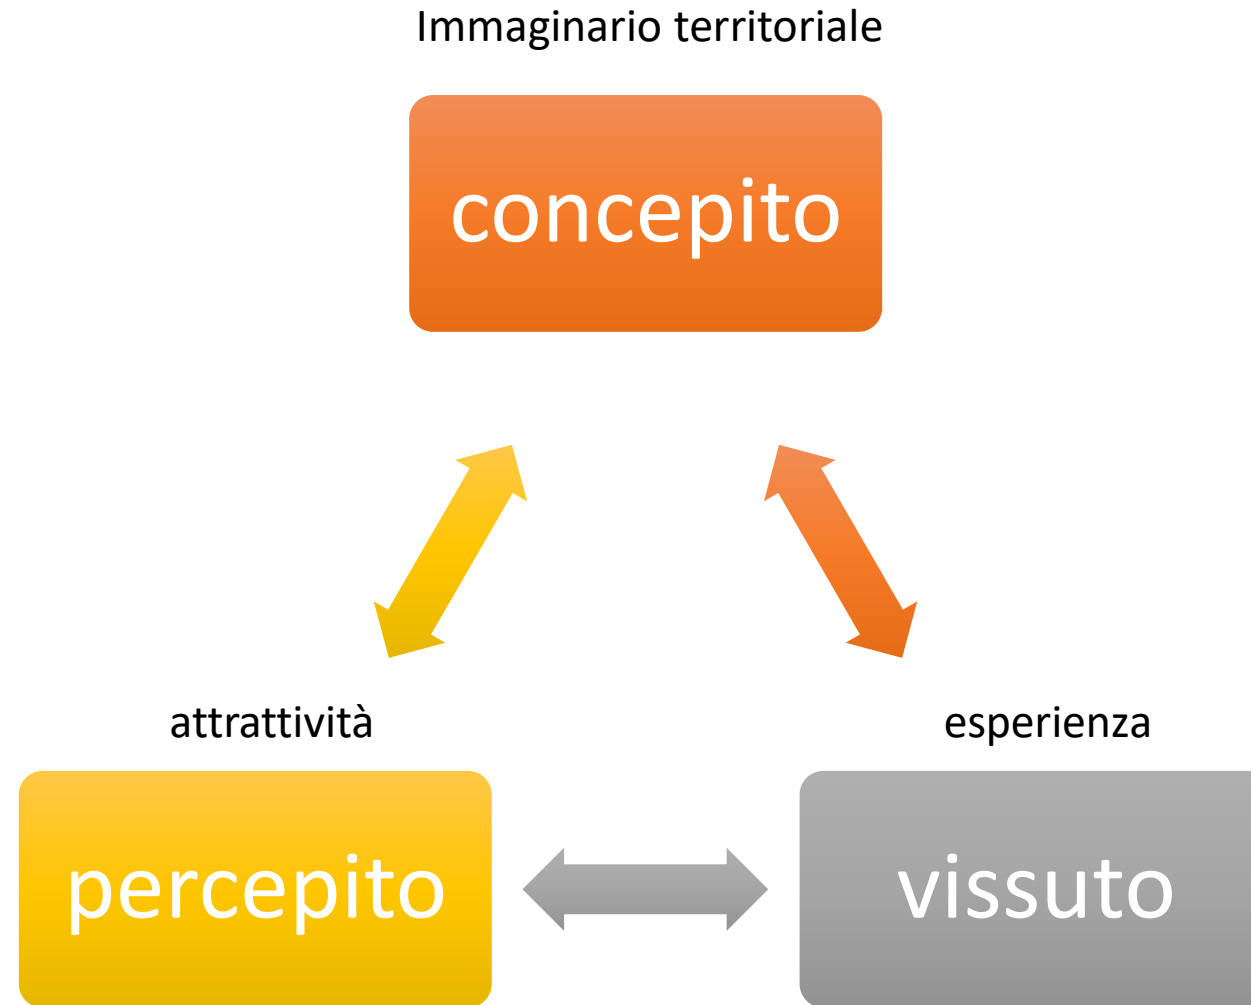 Immaginario territoriale
concepito
attrattività
esperienza
percepito
vissuto